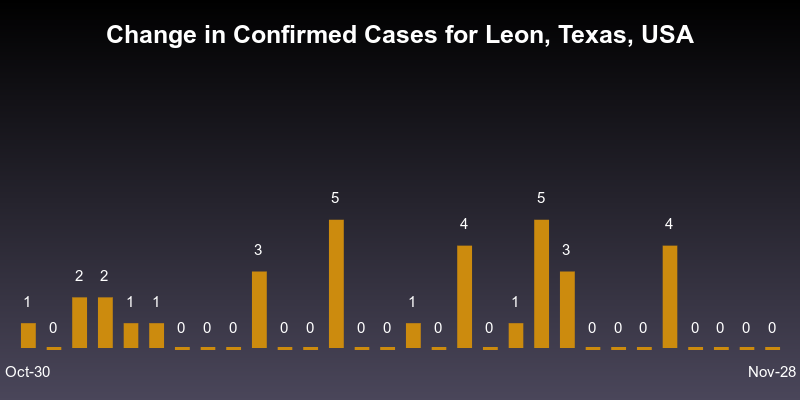 Change in Confirmed Cases for Leon, Texas, USA
1 0 2 2 1 1 0 0 0 3 0 0 5 0 0 1 0 4 0 1 5 3 0 0 0 4 0 0 0 0
Oct-30 Nov-28